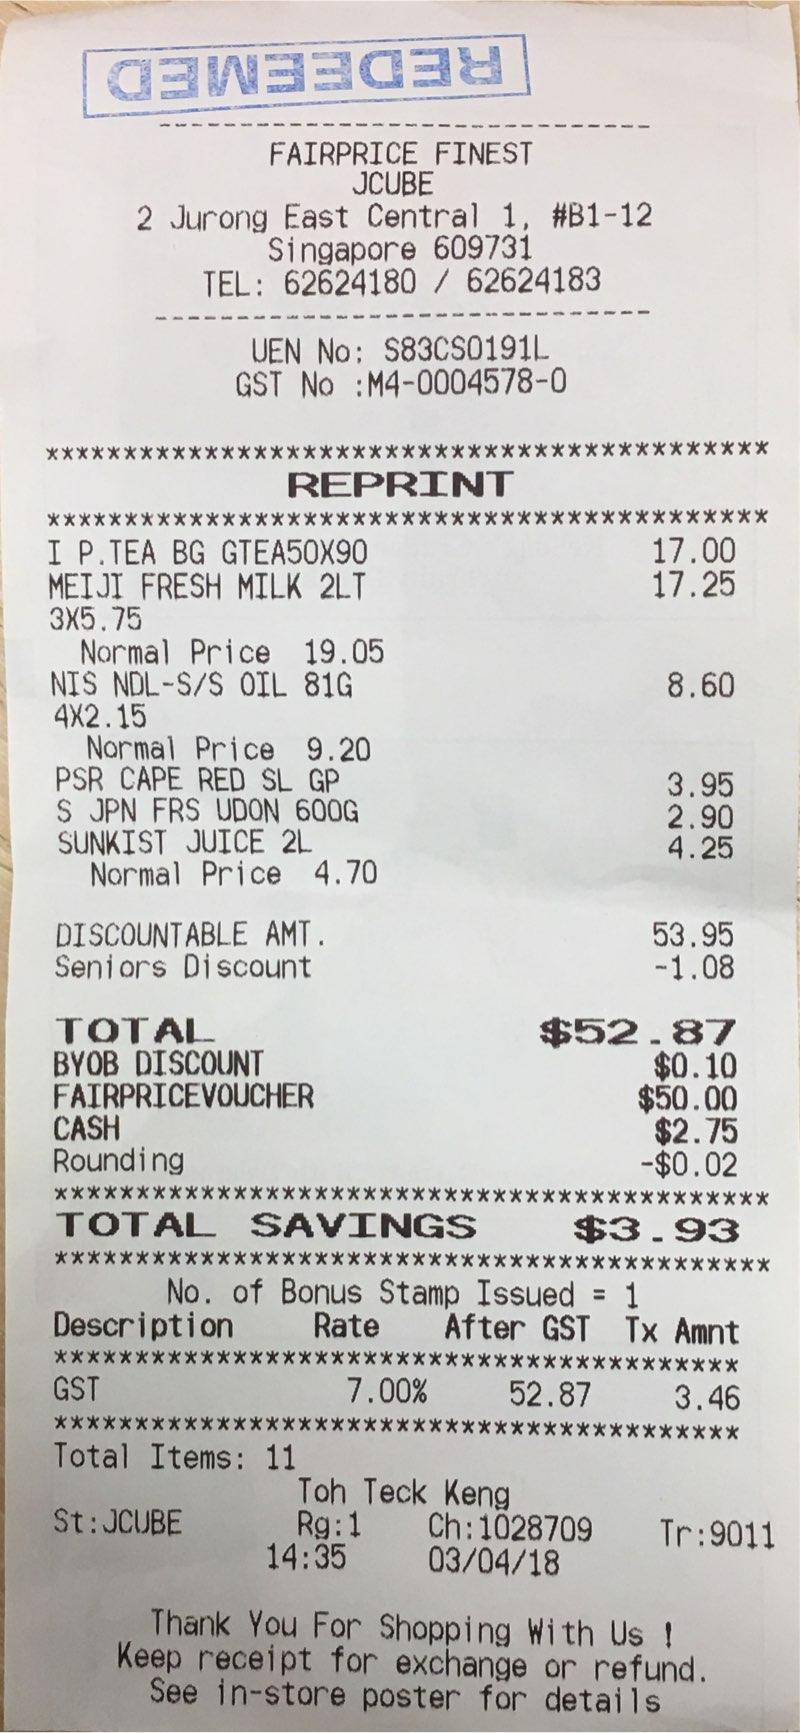 REDEEMED
--------------------------------
FAIRPRICE FINEST
JCUBE
2 Jurong East Central 1, #B1-12
Singapore 609731
TEL: 62624180 / 62624183
--------------------------------
UEN No: S83CS0191L
GST No :M4-0004578-0
********************************************
REPRINT
********************************************
I P.TEA BG GTEA50X90 17.00
MEIJI FRESH MILK 2LT 17.25
3X5.75
Normal Price 19.05
NIS NDL-S/S OIL 81G 8.60
4X2.15
Normal Price 9.20
PSR CAPE RED SL GP 3.95
S JPN FRS UDON 600G 2.90
SUNKIST JUICE 2L 4.25
Normal Price 4.70
DISCOUNTABLE AMT. 53.95
Seniors Discount -1.08
TOTAL $52.87
BYOB DISCOUNT $0.10
FAIRPRICEVOUCHER $50.00
CASH $2.75
Rounding -$0.02
********************************************
TOTAL SAVINGS $3.93
********************************************
No. of Bonus Stamp Issued = 1
Description Rate After GST Tx Amnt
******************************************
GST 7.00% 52.87 3.46
******************************************
Total Items: 11
Toh Teck Keng
St:JCUBE Rg:1 Ch:1028709 Tr:9011
14:35 03/04/18
Thank You For Shopping With Us !
Keep receipt for exchange or refund.
See in-store poster for details